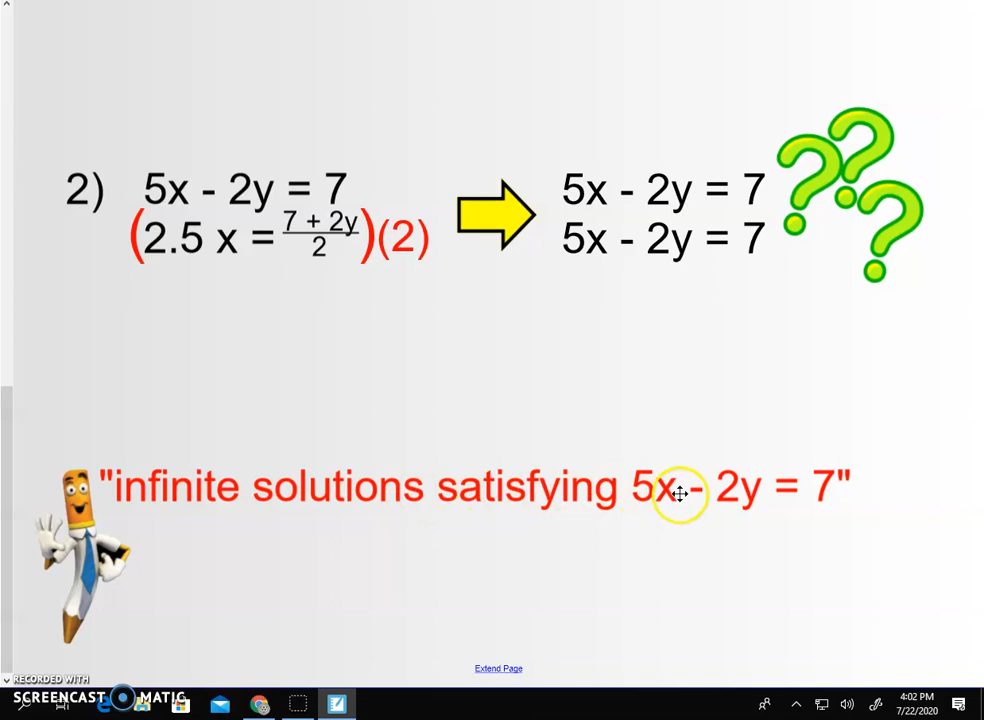 2) 5x - 2y = 7 5x - 2y = 7
(2.5 x = 7 + 2y / 2)(2) 5x - 2y = 7
???
"infinite solutions satisfying 5x - 2y = 7"
Extend Page
RECORDED WITH
SCREENCAST MATIC
4:02 PM
7/22/2020